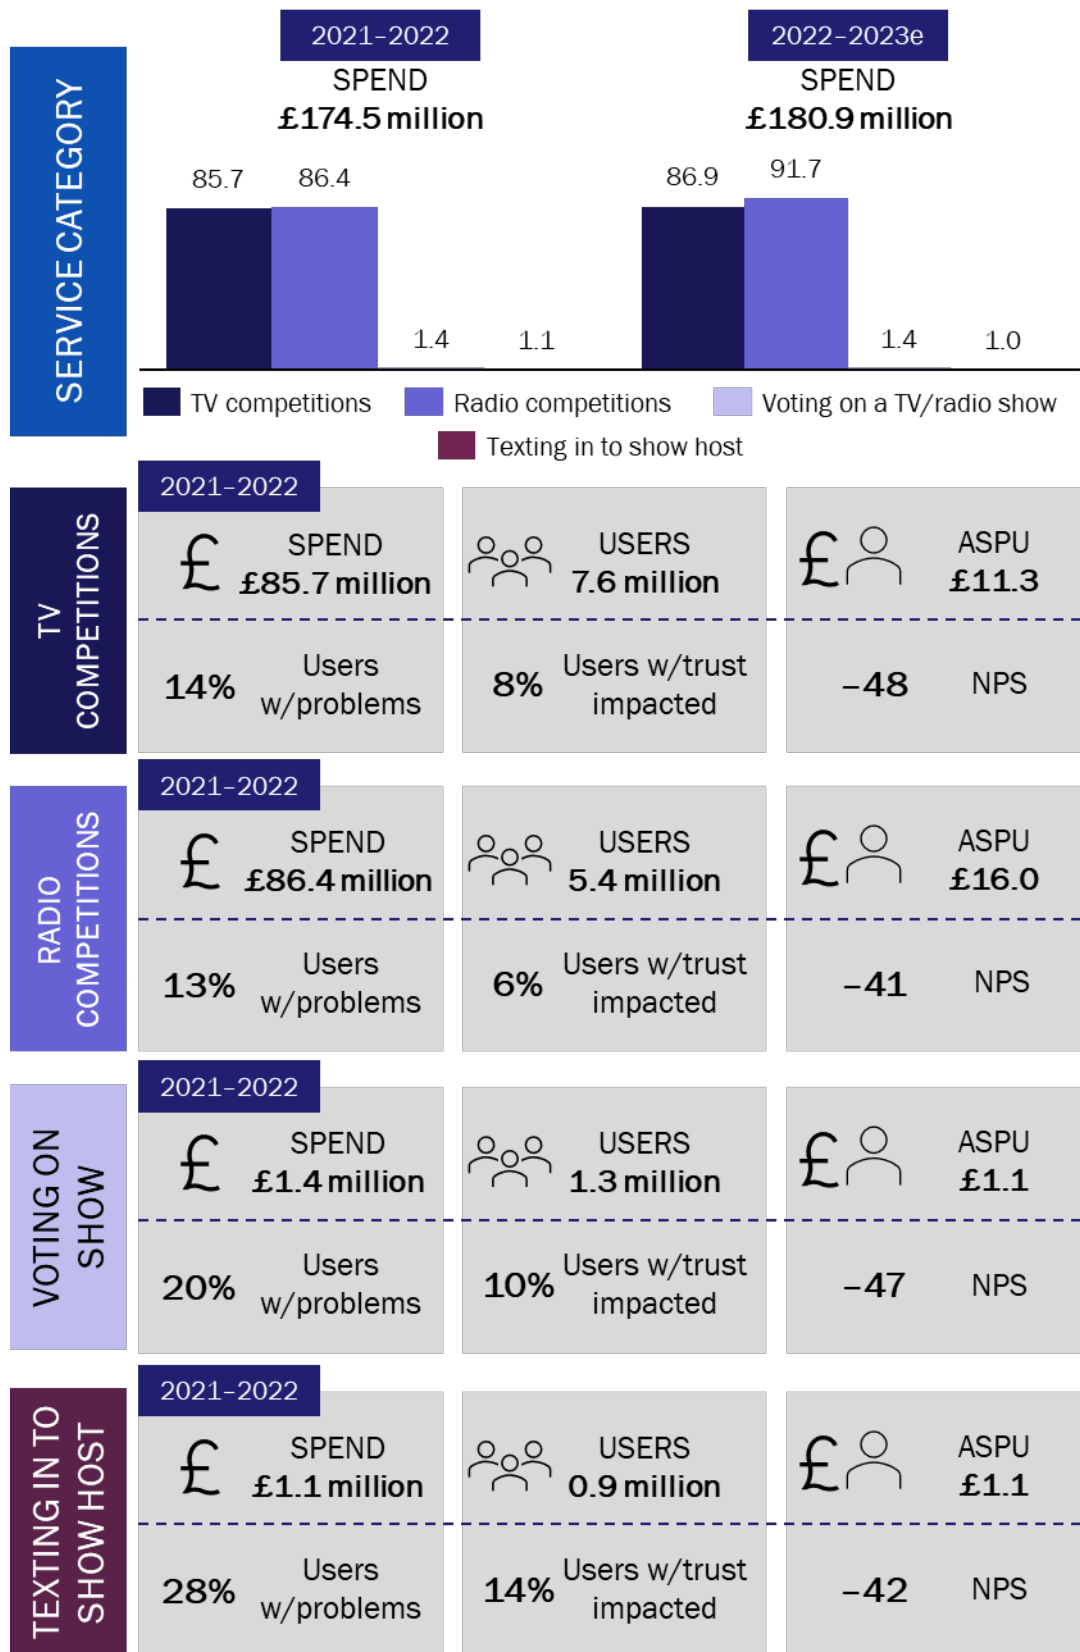 2021–2022
2022–2023e
SERVICE CATEGORY
SPEND
£174.5 million
SPEND
£180.9 million
85.7
86.4
1.4
1.1
86.9
91.7
1.4
1.0
TV competitions
Radio competitions
Voting on a TV/radio show
Texting in to show host
TV
COMPETITIONS
2021–2022
£
SPEND
£85.7 million
USERS
7.6 million
£
ASPU
£11.3
14%
Users
w/problems
8%
Users w/trust
impacted
–48
NPS
RADIO
COMPETITIONS
2021–2022
£
SPEND
£86.4 million
USERS
5.4 million
£
ASPU
£16.0
13%
Users
w/problems
6%
Users w/trust
impacted
–41
NPS
VOTING ON
SHOW
2021–2022
£
SPEND
£1.4 million
USERS
1.3 million
£
ASPU
£1.1
20%
Users
w/problems
10%
Users w/trust
impacted
–47
NPS
TEXTING IN TO
SHOW HOST
2021–2022
£
SPEND
£1.1 million
USERS
0.9 million
£
ASPU
£1.1
28%
Users
w/problems
14%
Users w/trust
impacted
–42
NPS